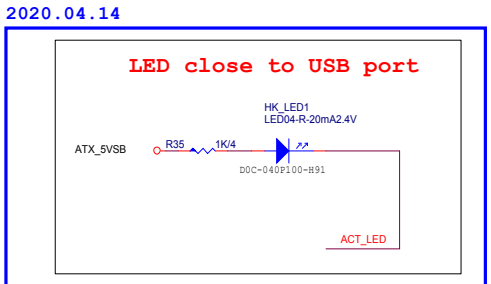 2020.04.14
LED close to USB port
HK_LED1
LED04-R-20mA2.4V
ATX_5VSB
R35
1K/4
D0C-040P100-H91
ACT_LED